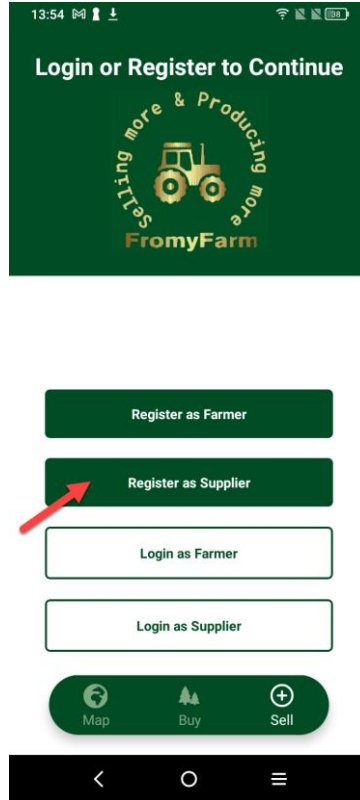 13:54
38
Login or Register to Continue
Selling more & Producing more
FromyFarm
Register as Farmer
Register as Supplier
Login as Farmer
Login as Supplier
Map Buy Sell